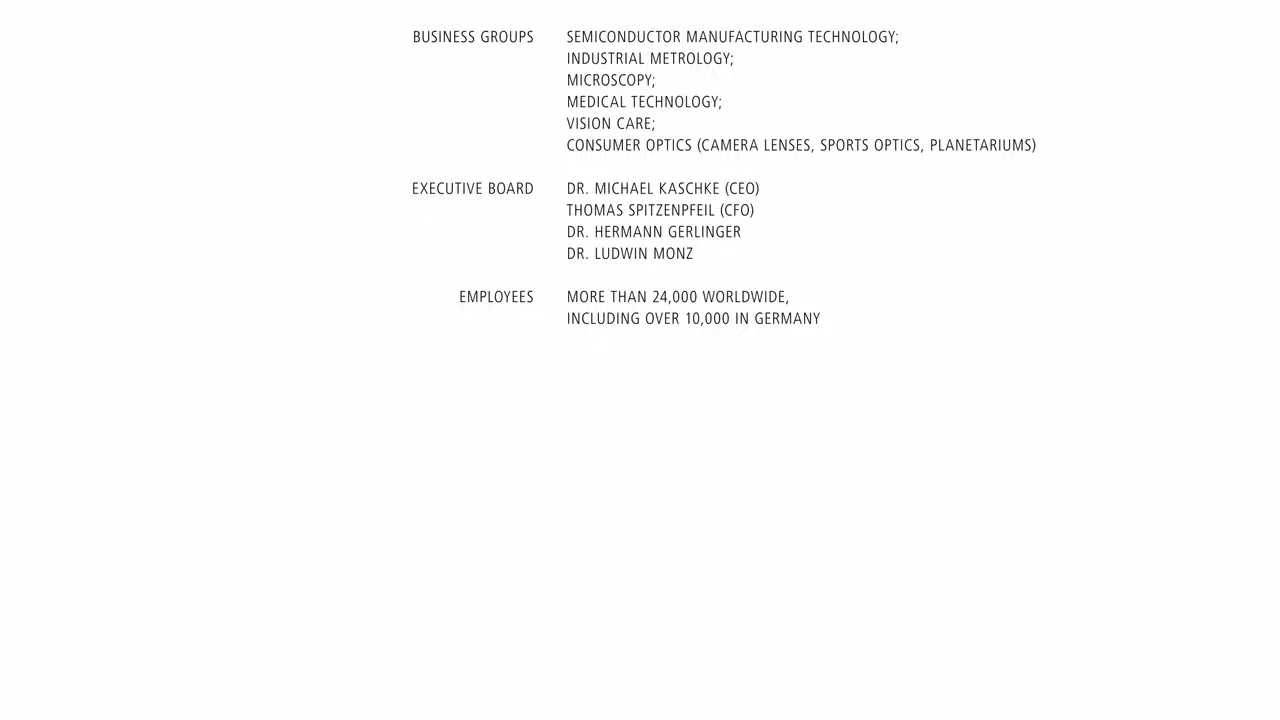 BUSINESS GROUPS SEMICONDUCTOR MANUFACTURING TECHNOLOGY;
INDUSTRIAL METROLOGY;
MICROSCOPY;
MEDICAL TECHNOLOGY;
VISION CARE;
CONSUMER OPTICS (CAMERA LENSES, SPORTS OPTICS, PLANETARIUMS)
EXECUTIVE BOARD DR. MICHAEL KASCHKE (CEO)
THOMAS SPITZENPFEIL (CFO)
DR. HERMANN GERLINGER
DR. LUDWIN MONZ
EMPLOYEES MORE THAN 24,000 WORLDWIDE,
INCLUDING OVER 10,000 IN GERMANY